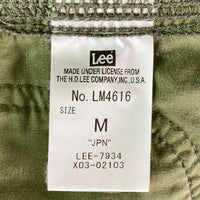 Lee
MADE UNDER LICENSE FROM
THE H.D.LEE COMPANY,INC.,U.S.A.
No. LM4616
SIZE
M
"JPN"
LEE-7934
X03-02103